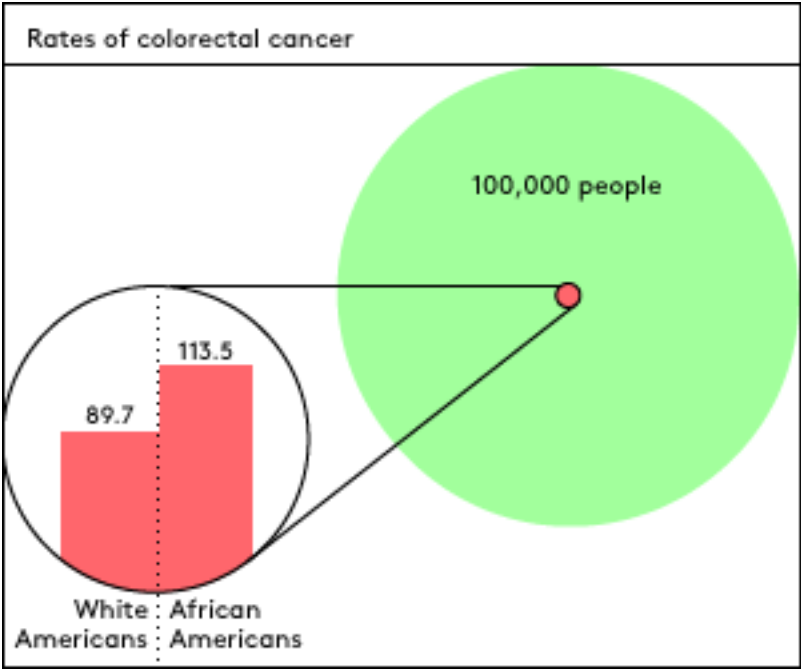 Rates of colorectal cancer
100,000 people
113.5
89.7
White
Americans
African
Americans